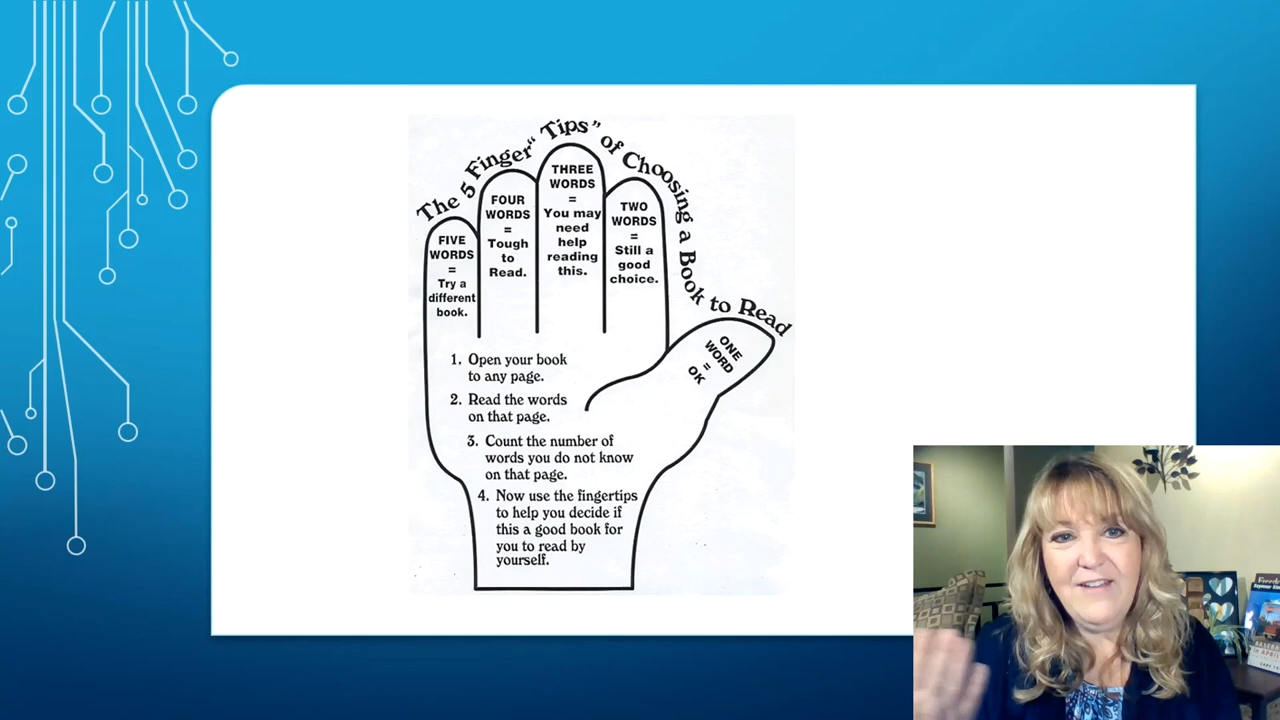 The 5 Finger "Tips" of Choosing a Book to Read
FIVE
WORDS
=
Try a
different
book.
FOUR
WORDS
=
Tough
to
Read.
THREE
WORDS
=
You may
need
help
reading
this.
TWO
WORDS
=
Still a
good
choice.
ONE
WORD
=
OK
1. Open your book
to any page.
2. Read the words
on that page.
3. Count the number of
words you do not know
on that page.
4. Now use the fingertips
to help you decide if
this a good book for
you to read by
yourself.
BASEBALL
IN APRIL